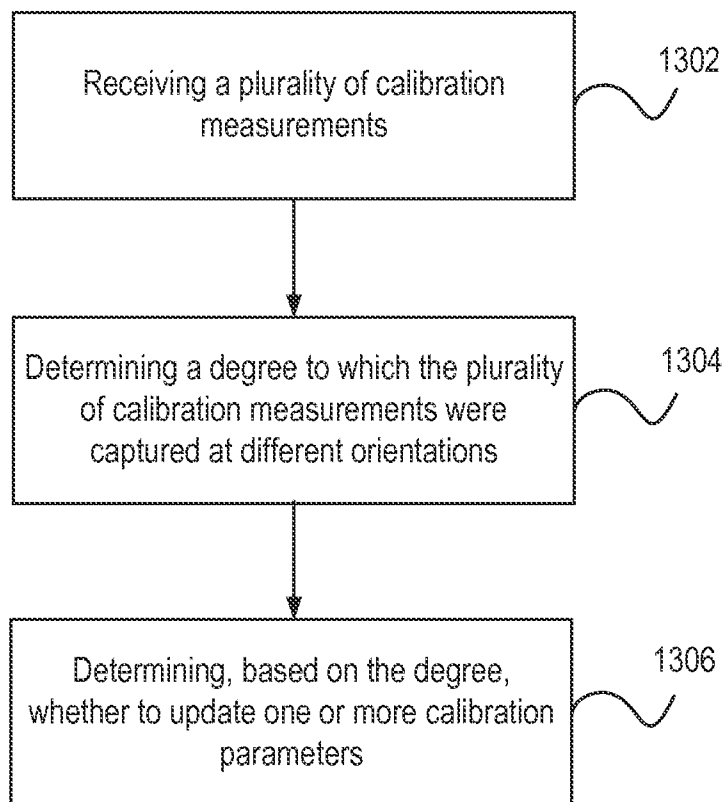 Receiving a plurality of calibration
measurements
1302
Determining a degree to which the plurality
of calibration measurements were
captured at different orientations
1304
Determining, based on the degree,
whether to update one or more calibration
parameters
1306